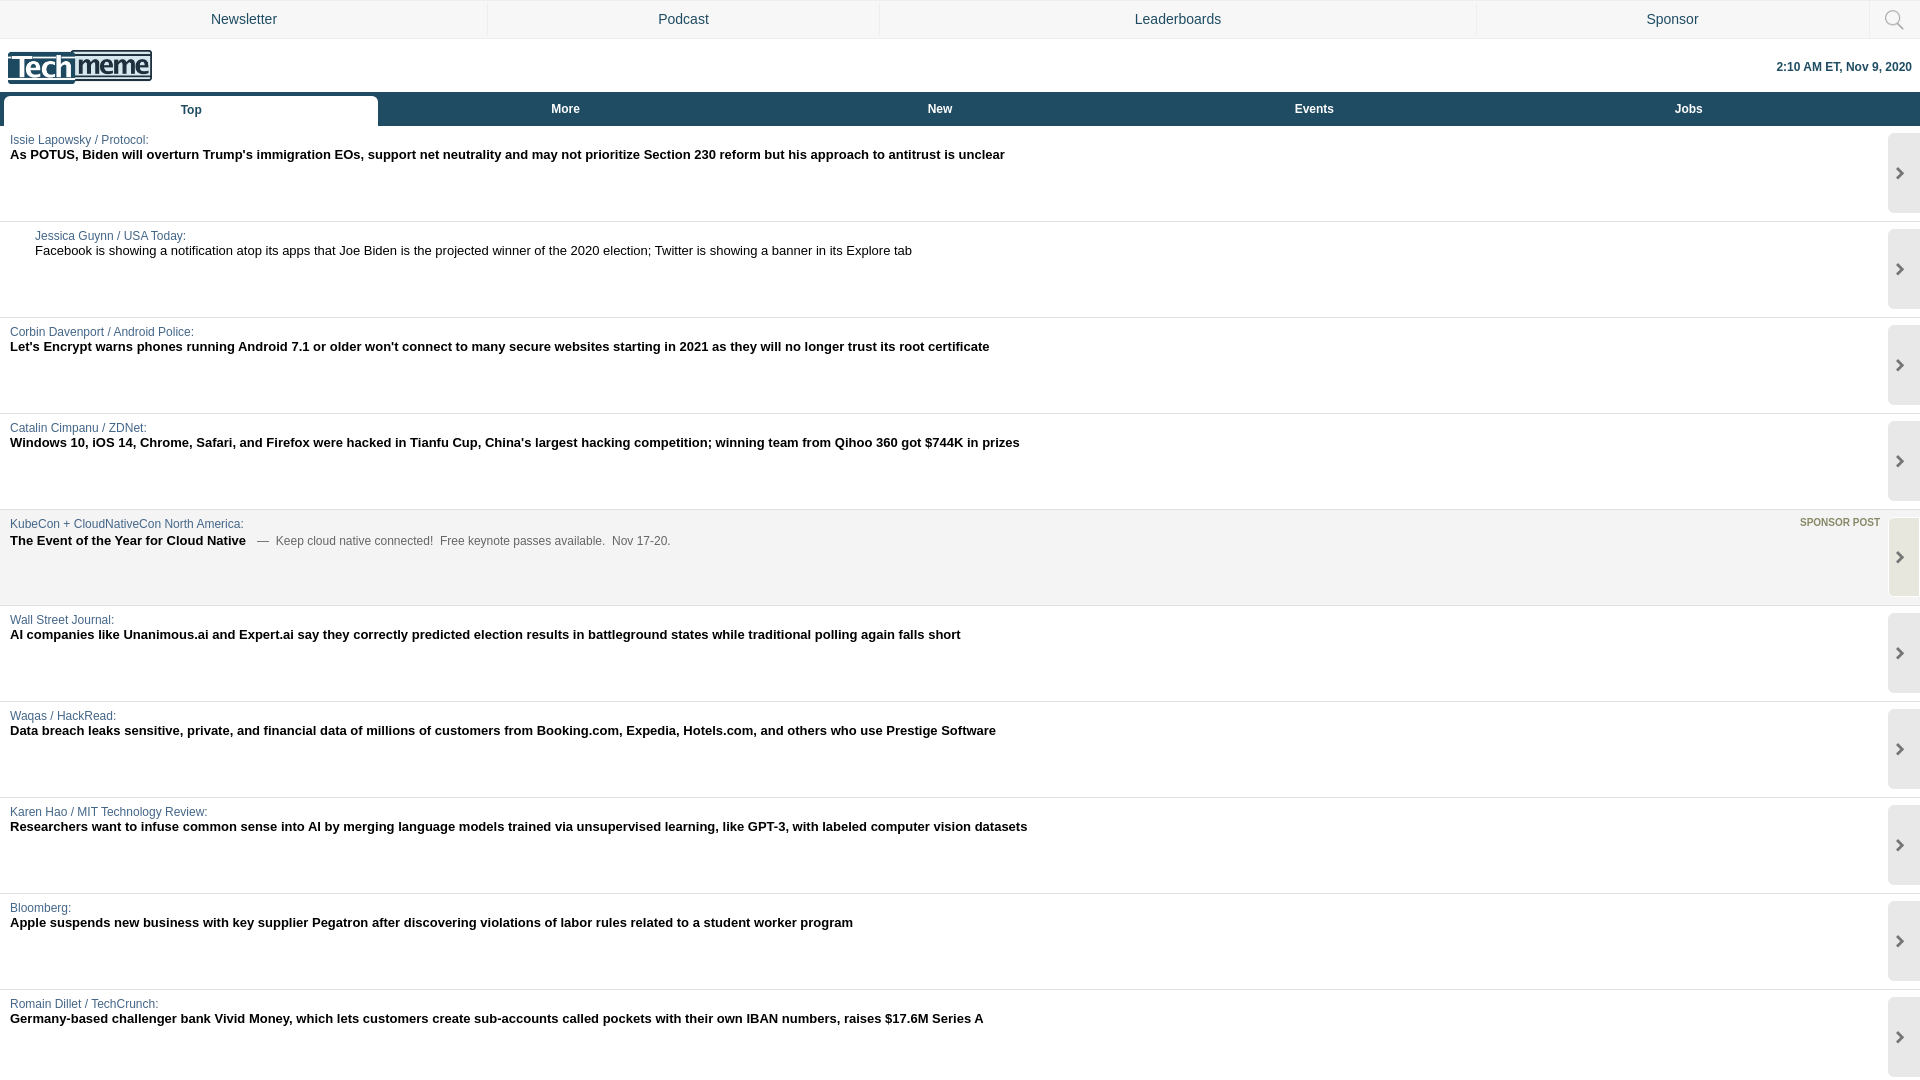 Newsletter
Podcast
Leaderboards
Sponsor
Techmeme
2:10 AM ET, Nov 9, 2020
Top
More
New
Events
Jobs
Issie Lapowsky / Protocol:
As POTUS, Biden will overturn Trump's immigration EOs, support net neutrality and may not prioritize Section 230 reform but his approach to antitrust is unclear
Jessica Guynn / USA Today:
Facebook is showing a notification atop its apps that Joe Biden is the projected winner of the 2020 election; Twitter is showing a banner in its Explore tab
Corbin Davenport / Android Police:
Let's Encrypt warns phones running Android 7.1 or older won't connect to many secure websites starting in 2021 as they will no longer trust its root certificate
Catalin Cimpanu / ZDNet:
Windows 10, iOS 14, Chrome, Safari, and Firefox were hacked in Tianfu Cup, China's largest hacking competition; winning team from Qihoo 360 got $744K in prizes
KubeCon + CloudNativeCon North America:
SPONSOR POST
The Event of the Year for Cloud Native — Keep cloud native connected! Free keynote passes available. Nov 17-20.
Wall Street Journal:
AI companies like Unanimous.ai and Expert.ai say they correctly predicted election results in battleground states while traditional polling again falls short
Waqas / HackRead:
Data breach leaks sensitive, private, and financial data of millions of customers from Booking.com, Expedia, Hotels.com, and others who use Prestige Software
Karen Hao / MIT Technology Review:
Researchers want to infuse common sense into AI by merging language models trained via unsupervised learning, like GPT-3, with labeled computer vision datasets
Bloomberg:
Apple suspends new business with key supplier Pegatron after discovering violations of labor rules related to a student worker program
Romain Dillet / TechCrunch:
Germany-based challenger bank Vivid Money, which lets customers create sub-accounts called pockets with their own IBAN numbers, raises $17.6M Series A